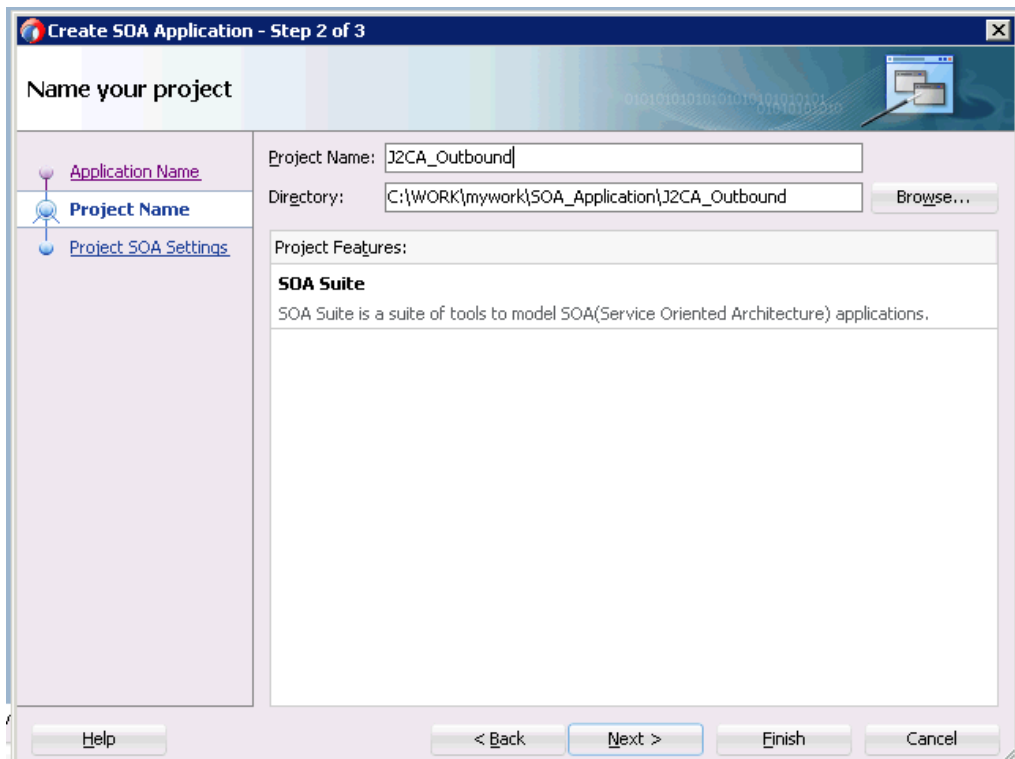 Create SOA Application - Step 2 of 3
Name your project
Application Name
Project Name
Project SOA Settings
Project Name: J2CA_Outbound
Directory: C:\WORK\mywork\SOA_Application\J2CA_Outbound Browse...
Project Features:
SOA Suite
SOA Suite is a suite of tools to model SOA(Service Oriented Architecture) applications.
Help < Back Next > Finish Cancel